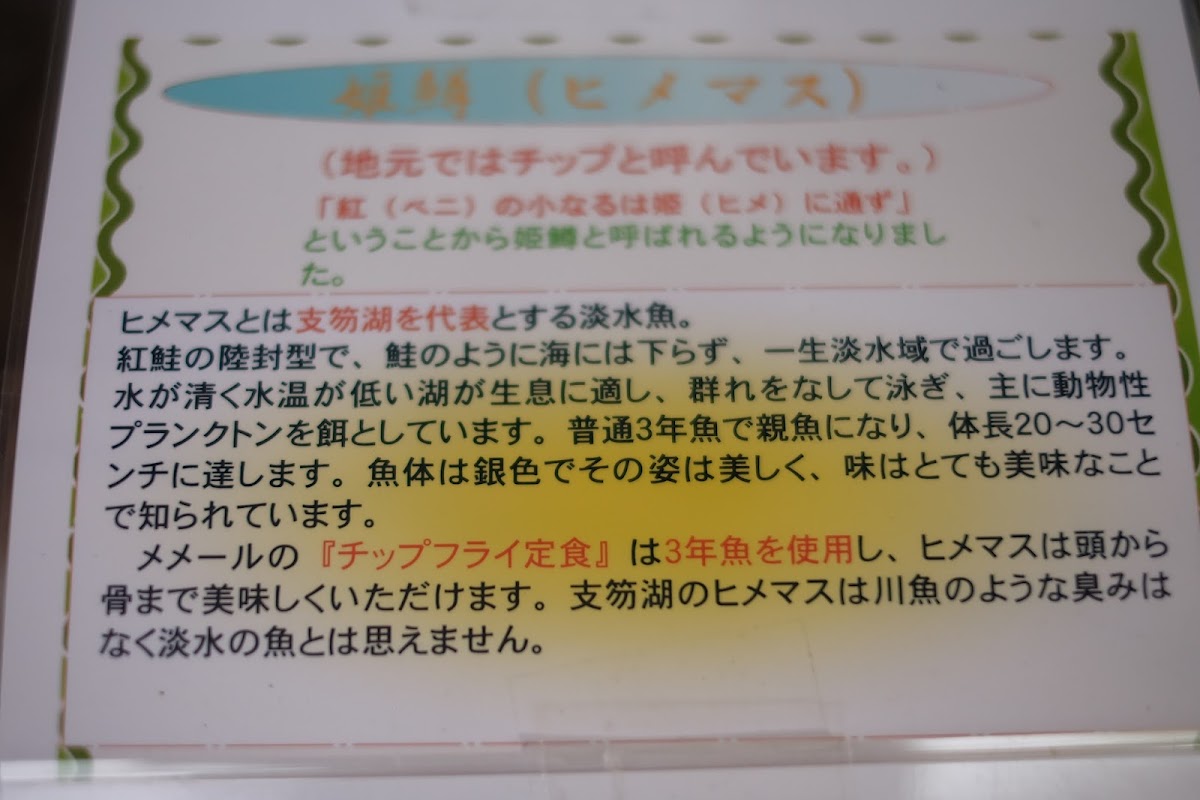 姫鱒（ヒメマス）
（地元ではチップと呼んでいます。）
「紅（ベニ）の小なるは姫（ヒメ）に通ず」
ということから姫鱒と呼ばれるようになりまし
た。
ヒメマスとは支笏湖を代表とする淡水魚。
紅鮭の陸封型で、鮭のように海には下らず、一生淡水域で過ごします。
水が清く水温が低い湖が生息に適し、群れをなして泳ぎ、主に動物性
プランクトンを餌としています。普通3年魚で親魚になり、体長20～30セ
ンチに達します。魚体は銀色でその姿は美しく、味はとても美味なこと
で知られています。
メメールの『チップフライ定食』は3年魚を使用し、ヒメマスは頭から
骨まで美味しくいただけます。支笏湖のヒメマスは川魚のような臭みは
なく淡水の魚とは思えません。